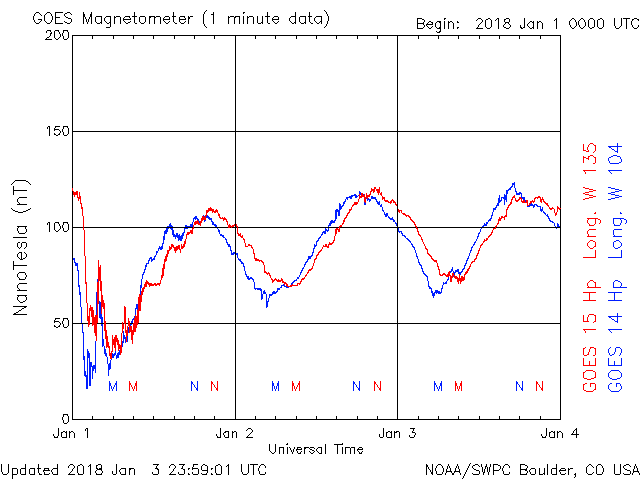 GOES Magnetometer (1 minute data)
Begin: 2018 Jan 1 0000 UTC
200
150
100
50
0
NanoTesla (nT)
M M N N M M N N M M N N
Jan 1 Jan 2 Jan 3 Jan 4
Universal Time
GOES 15 Hp Long. W 135
GOES 14 Hp Long. W 104
Updated 2018 Jan 3 23:59:01 UTC
NOAA/SWPC Boulder, CO USA